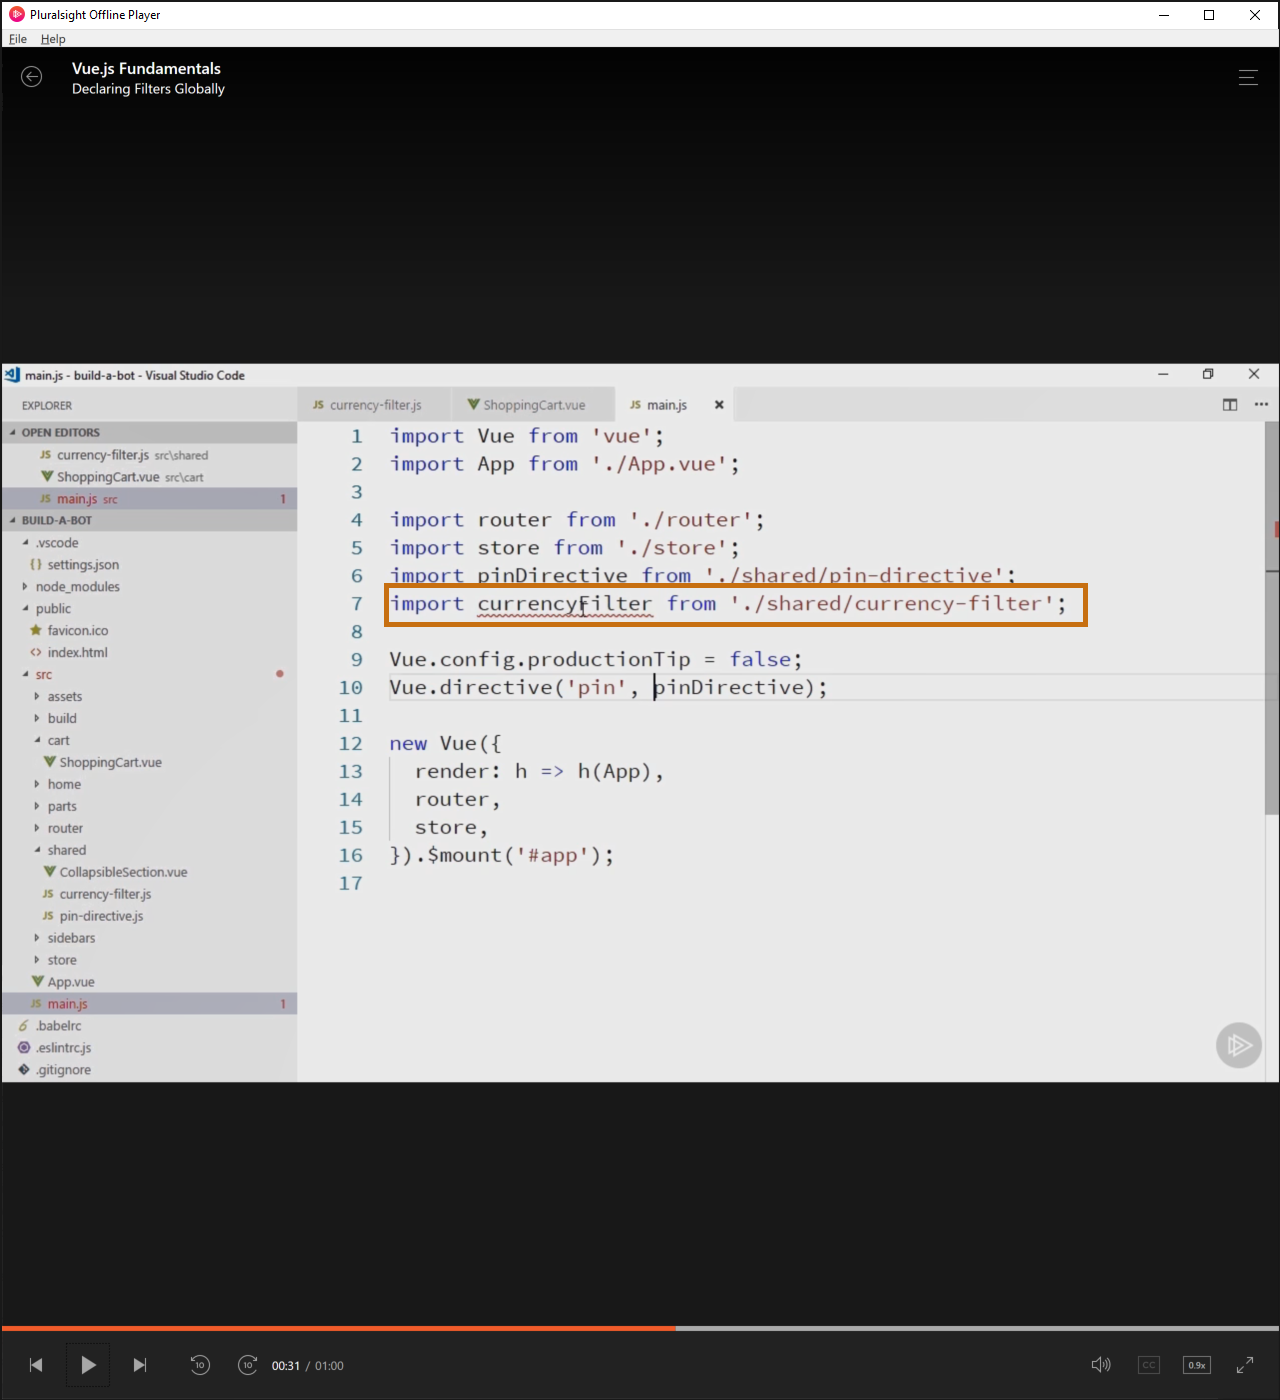 Pluralsight Offline Player
File Help
Vue.js Fundamentals
Declaring Filters Globally
main.js - build-a-bot - Visual Studio Code
EXPLORER
JS currency-filter.js ShoppingCart.vue JS main.js
OPEN EDITORS
JS currency-filter.js src\shared
ShoppingCart.vue src\cart
JS main.js src 1
BUILD-A-BOT
.vscode
{ } settings.json
node_modules
public
favicon.ico
<> index.html
src
assets
build
cart
ShoppingCart.vue
home
parts
router
shared
CollapsibleSection.vue
JS currency-filter.js
JS pin-directive.js
sidebars
store
App.vue
JS main.js 1
6 .babelrc
.eslintrc.js
.gitignore
1 import Vue from 'vue';
2 import App from './App.vue';
3
4 import router from './router';
5 import store from './store';
6 import pinDirective from './shared/pin-directive';
7 import currencyFilter from './shared/currency-filter';
8
9 Vue.config.productionTip = false;
10 Vue.directive('pin', pinDirective);
11
12 new Vue({
13 render: h => h(App),
14 router,
15 store,
16 }).$mount('#app');
17
10 10 00:31 / 01:00 CC 0.9x